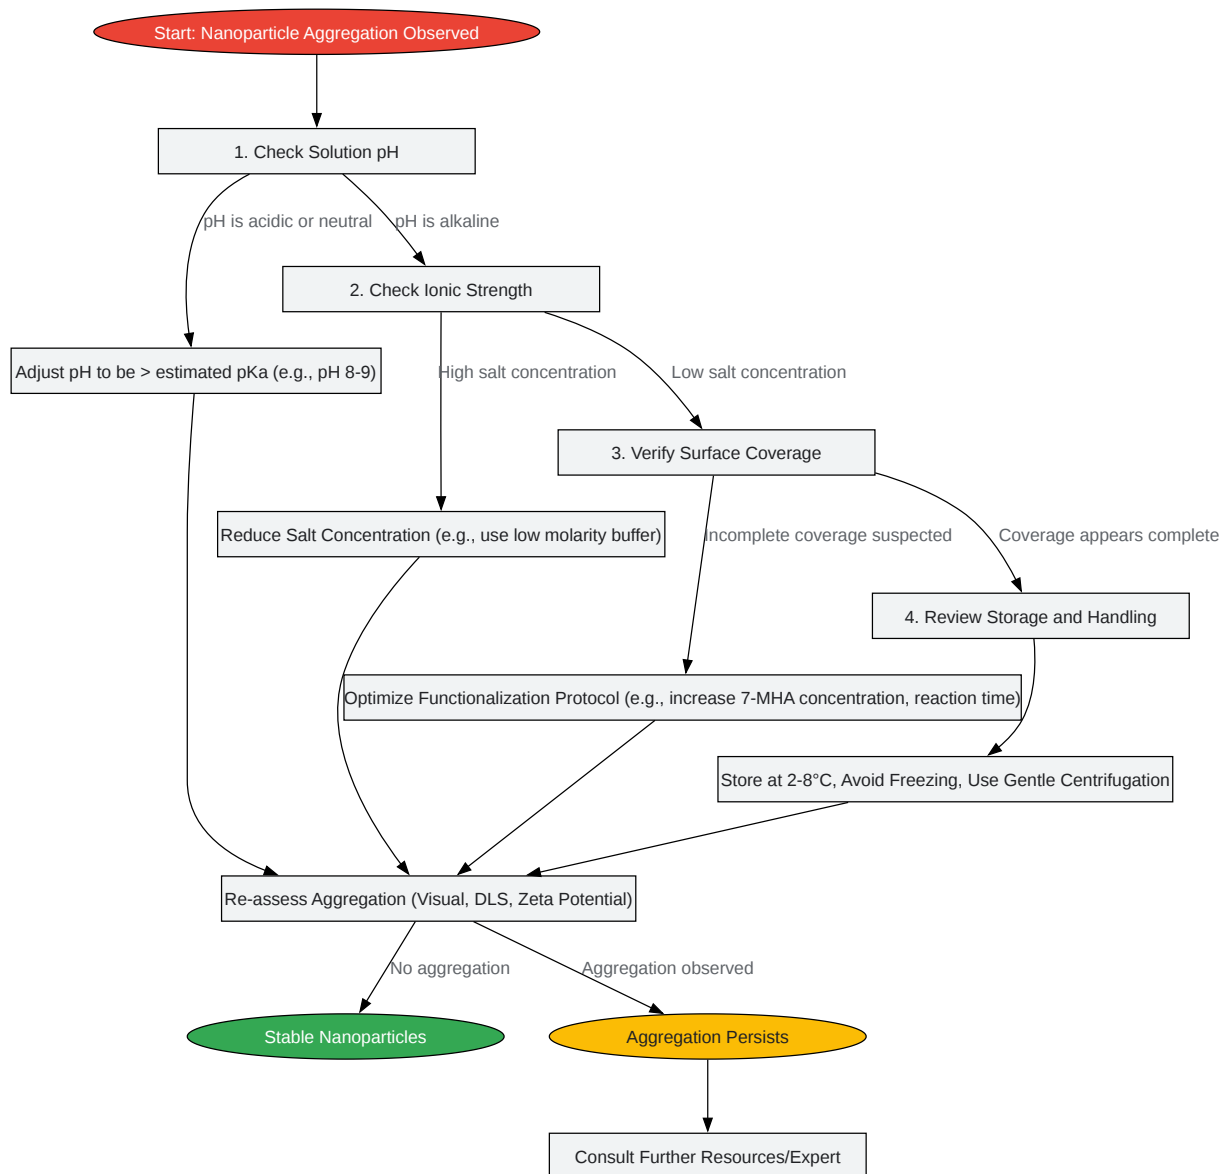 Start: Nanoparticle Aggregation Observed
1. Check Solution pH
pH is acidic or neutral
pH is alkaline
2. Check Ionic Strength
Adjust pH to be > estimated pKa (e.g., pH 8-9)
High salt concentration
Low salt concentration
3. Verify Surface Coverage
Reduce Salt Concentration (e.g., use low molarity buffer)
Incomplete coverage suspected
Coverage appears complete
4. Review Storage and Handling
Optimize Functionalization Protocol (e.g., increase 7-MHA concentration, reaction time)
Store at 2-8°C, Avoid Freezing, Use Gentle Centrifugation
Re-assess Aggregation (Visual, DLS, Zeta Potential)
No aggregation
Aggregation observed
Stable Nanoparticles
Aggregation Persists
Consult Further Resources/Expert